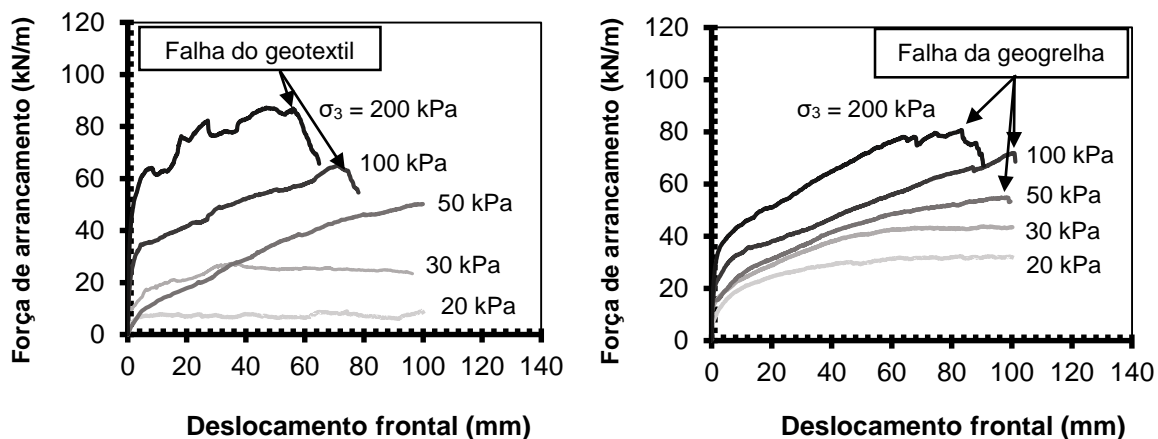 Força de arrancamento (kN/m)
120
100
80
60
40
20
0
Falha do geotextil
σ3 = 200 kPa
100 kPa
50 kPa
30 kPa
20 kPa
0 20 40 60 80 100 120 140
Deslocamento frontal (mm)
Força de arrancamento (kN/m)
120
100
80
60
40
20
0
Falha da geogrelha
σ3 = 200 kPa
100 kPa
50 kPa
30 kPa
20 kPa
0 20 40 60 80 100 120 140
Deslocamento frontal (mm)